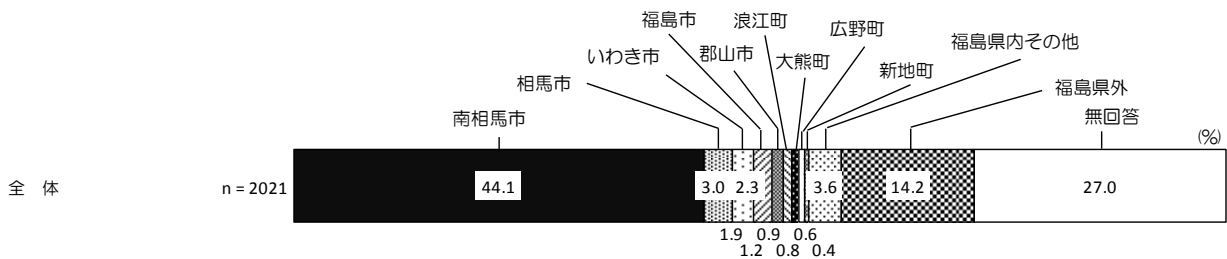 福島市 浪江町 広野町
いわき市 郡山市 大熊町 福島県内その他
相馬市 新地町 福島県外
南相馬市 無回答 (%)
全 体 n = 2021 44.1 3.0 2.3 3.6 14.2 27.0
1.9 0.9 0.6
1.2 0.8 0.4